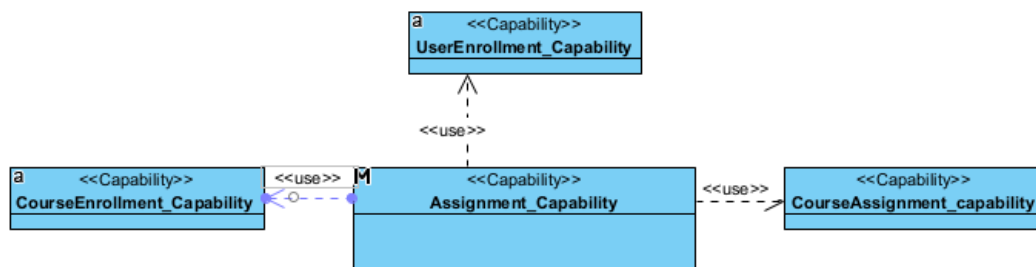 a
<<Capability>>
UserEnrollment_Capability
<<use>>
a
<<Capability>>
CourseEnrollment_Capability
<<use>>
M
<<Capability>>
Assignment_Capability
<<use>>
<<Capability>>
CourseAssignment_capability